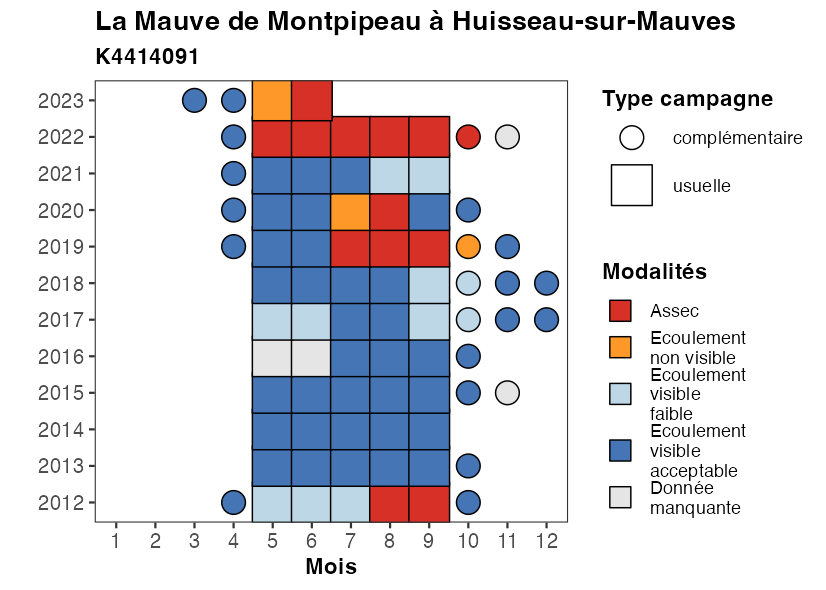 La Mauve de Montpipeau à Huisseau-sur-Mauves
K4414091
2023
2022
2021
2020
2019
2018
2017
2016
2015
2014
2013
2012
1 2 3 4 5 6 7 8 9 10 11 12
Mois
Type campagne
complémentaire
usuelle
Modalités
Assec
Ecoulement
non visible
Ecoulement
visible
faible
Ecoulement
visible
acceptable
Donnée
manquante